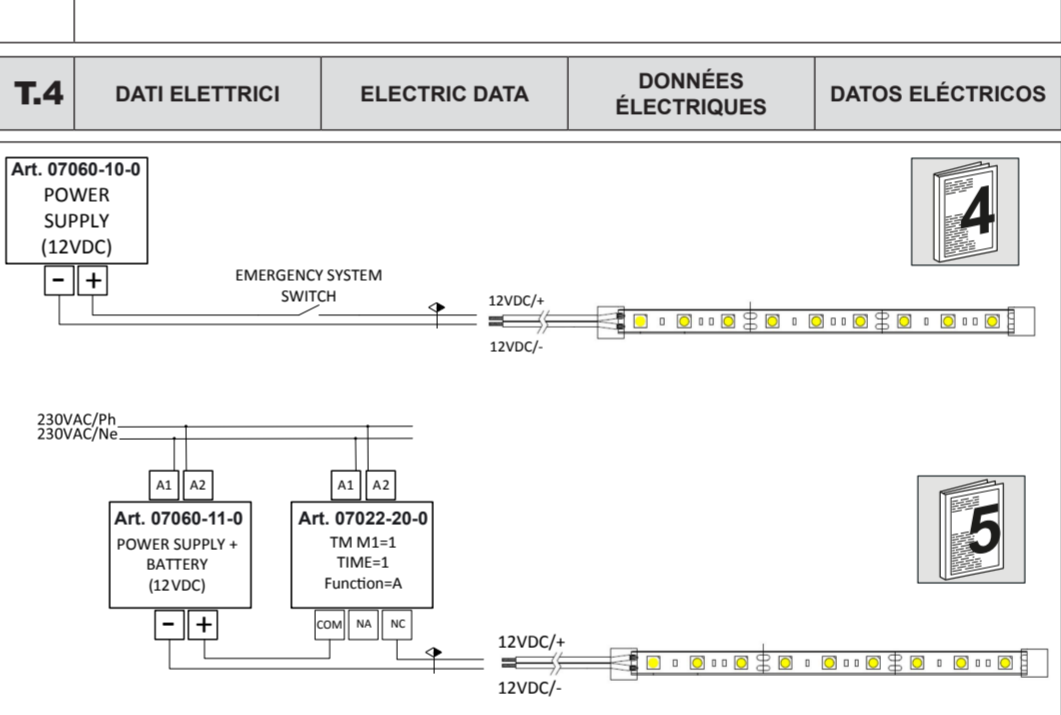 T.4
DATI ELETTRICI
ELECTRIC DATA
DONNÉES
ÉLECTRIQUES
DATOS ELÉCTRICOS
Art. 07060-10-0
POWER
SUPPLY
(12VDC)
- +
4
EMERGENCY SYSTEM
SWITCH
12VDC/+
12VDC/-
230VAC/Ph
230VAC/Ne
A1 A2
A1 A2
Art. 07060-11-0
POWER SUPPLY +
BATTERY
(12VDC)
- +
Art. 07022-20-0
TM M1=1
TIME=1
Function=A
COM NA NC
5
12VDC/+
12VDC/-